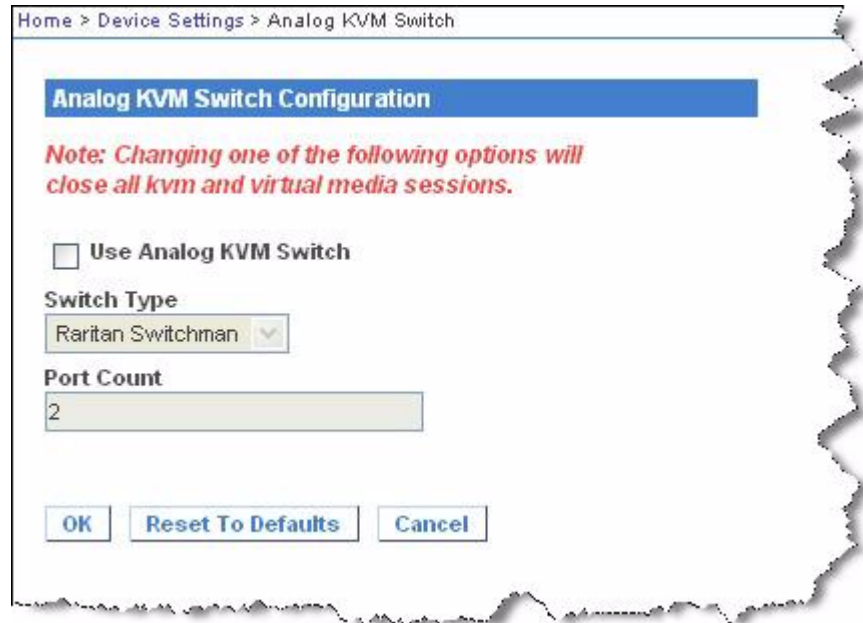 Home > Device Settings > Analog KVM Switch
Analog KVM Switch Configuration
Note: Changing one of the following options will
close all kvm and virtual media sessions.
Use Analog KVM Switch
Switch Type
Raritan Switchman
Port Count
2
OK Reset To Defaults Cancel